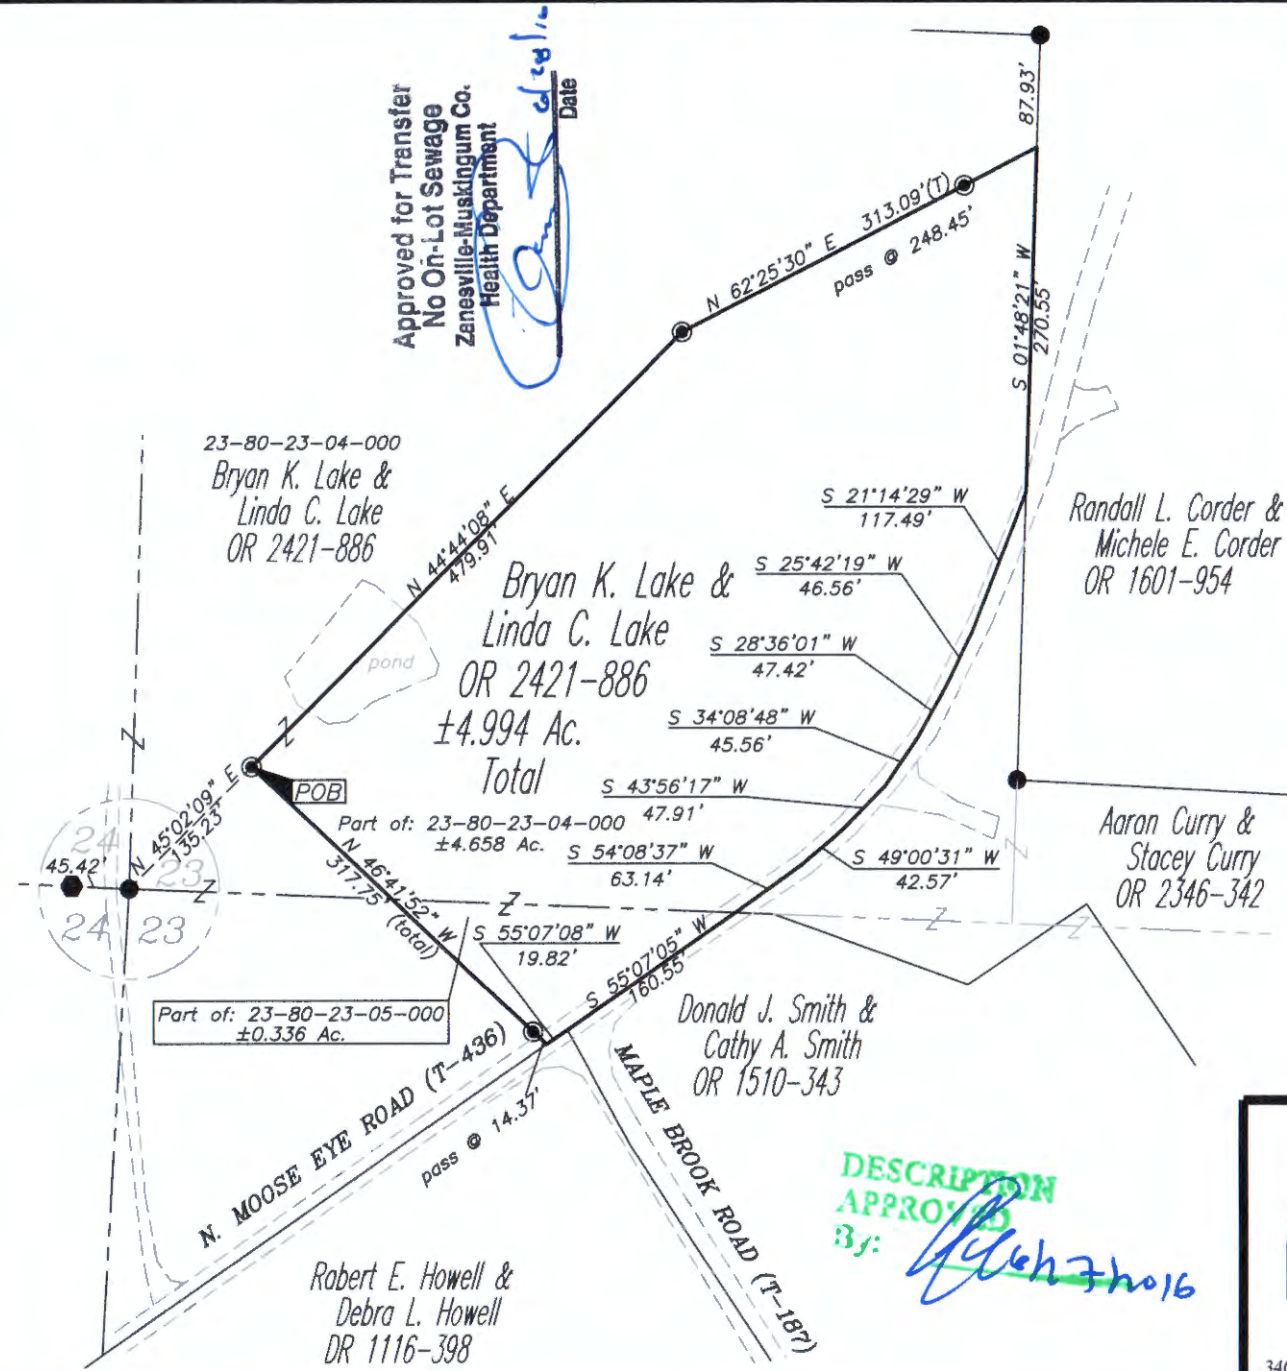 Approved for Transfer
No On-Lot Sewage
Zanesville-Muskingum Co.
Health Department
Date
87.93'
N 62°25'30" E 313.09'(T)
pass @ 248.45'
S 01°48'21" W
270.55'
23-80-23-04-000
Bryan K. Lake &
Linda C. Lake
OR 2421-886
N 44°44'08" E
479.91'
pond
Bryan K. Lake &
Linda C. Lake
OR 2421-886
±4.994 Ac.
Total
S 21°14'29" W
117.49'
S 25°42'19" W
46.56'
S 28°36'01" W
47.42'
S 34°08'48" W
45.56'
S 43°56'17" W
47.91'
S 49°00'31" W
42.57'
S 54°08'37" W
63.14'
S 55°07'05" W
160.55'
S 55°07'08" W
19.82'
Randall L. Corder &
Michele E. Corder
OR 1601-954
Aaron Curry &
Stacey Curry
OR 2346-342
POB
Part of: 23-80-23-04-000
±4.658 Ac.
N 45°02'09" E
135.23'
N 46°41'52" W
317.75' (total)
45.42'
24
23
24
23
Part of: 23-80-23-05-000
±0.336 Ac.
Donald J. Smith &
Cathy A. Smith
OR 1510-343
N. MOOSE EYE ROAD (T-436)
pass @ 14.37'
MAPLE BROOK ROAD (T-187)
Robert E. Howell &
Debra L. Howell
DR 1116-398
DESCRIPTION
APPROVED
By: